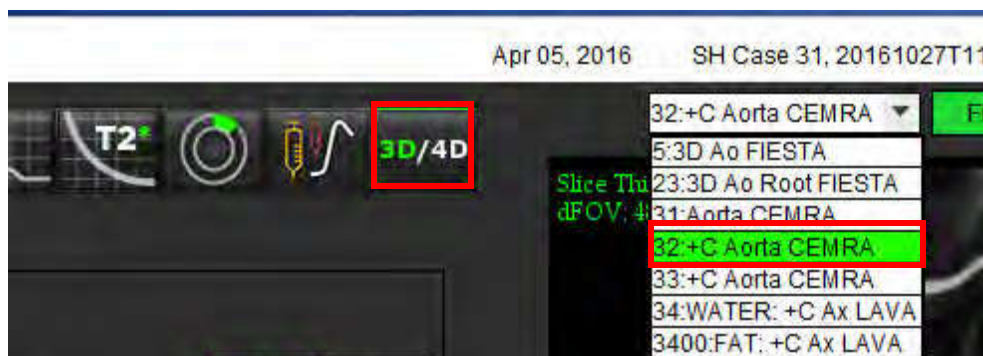 Apr 05, 2016 SH Case 31, 20161027T11
T2* 3D/4D 32:+C Aorta CEMRA
5:3D Ao FIESTA
Slice 23:3D Ao Root FIESTA
dFOV: 31:Aorta CEMRA
32:+C Aorta CEMRA
33:+C Aorta CEMRA
34:WATER: +C Ax LAVA
3400:FAT: +C Ax LAVA